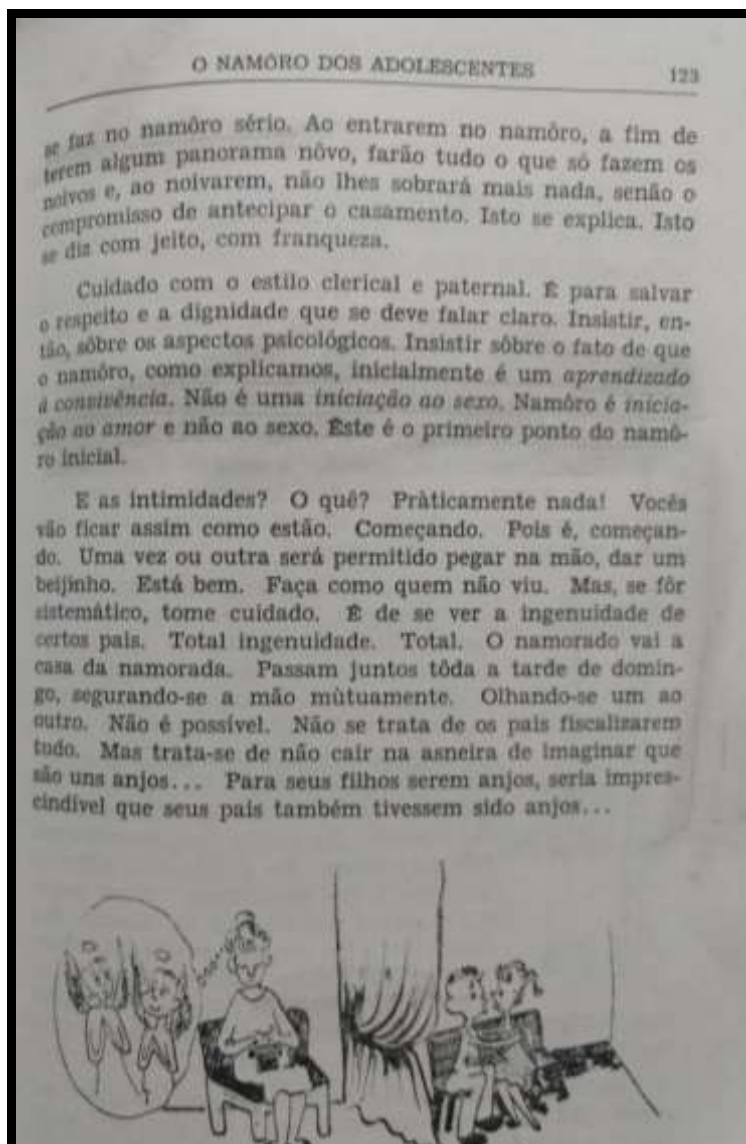 O NAMÔRO DOS ADOLESCENTES 123
se faz no namôro sério. Ao entrarem no namôro, a fim de
terem algum panorama nôvo, farão tudo o que só fazem os
noivos e, ao noivarem, não lhes sobrará mais nada, senão o
compromisso de antecipar o casamento. Isto se explica. Isto
se diz com jeito, com franqueza.
Cuidado com o estilo clerical e paternal. É para salvar
o respeito e a dignidade que se deve falar claro. Insistir, en-
tão, sôbre os aspectos psicológicos. Insistir sôbre o fato de que
o namôro, como explicamos, inicialmente é um aprendizado
à convivência. Não é uma iniciação ao sexo. Namôro é inicia-
ção ao amor e não ao sexo. Êste é o primeiro ponto do namô-
ro inicial.
E as intimidades? O quê? Pràticamente nada! Vocês
vão ficar assim como estão. Começando. Pois é, começan-
do. Uma vez ou outra será permitido pegar na mão, dar um
beijinho. Está bem. Faça como quem não viu. Mas, se fôr
sistemático, tome cuidado. É de se ver a ingenuidade de
certos pais. Total ingenuidade. Total. O namorado vai a
casa da namorada. Passam juntos tôda a tarde de domin-
go, segurando-se a mão mùtuamente. Olhando-se um ao
outro. Não é possível. Não se trata de os pais fiscalizarem
tudo. Mas trata-se de não cair na asneira de imaginar que
são uns anjos... Para seus filhos serem anjos, seria impres-
cindível que seus pais também tivessem sido anjos...